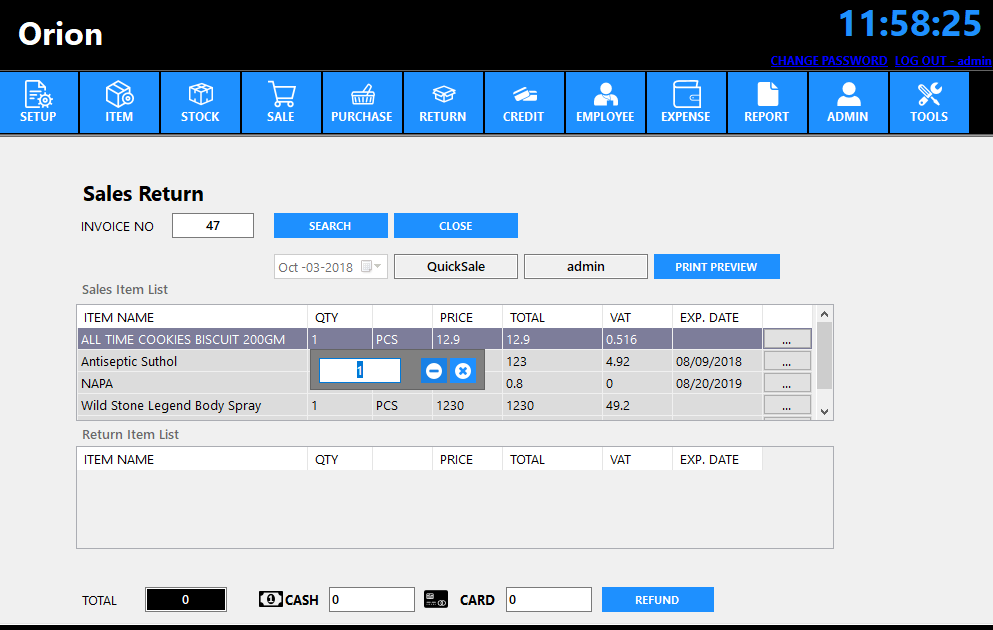 Orion
11:58:25
CHANGE PASSWORD LOG OUT - admin
SETUP ITEM STOCK SALE PURCHASE RETURN CREDIT EMPLOYEE EXPENSE REPORT ADMIN TOOLS
Sales Return
INVOICE NO 47 SEARCH CLOSE
Oct -03-2018 QuickSale admin PRINT PREVIEW
Sales Item List
ITEM NAME QTY PRICE TOTAL VAT EXP. DATE
ALL TIME COOKIES BISCUIT 200GM 1 PCS 12.9 12.9 0.516 ...
Antiseptic Suthol 123 4.92 08/09/2018 ...
1
NAPA 0.8 0 08/20/2019 ...
Wild Stone Legend Body Spray 1 PCS 1230 1230 49.2 ...
Return Item List
ITEM NAME QTY PRICE TOTAL VAT EXP. DATE
TOTAL 0 CASH 0 CARD 0 REFUND